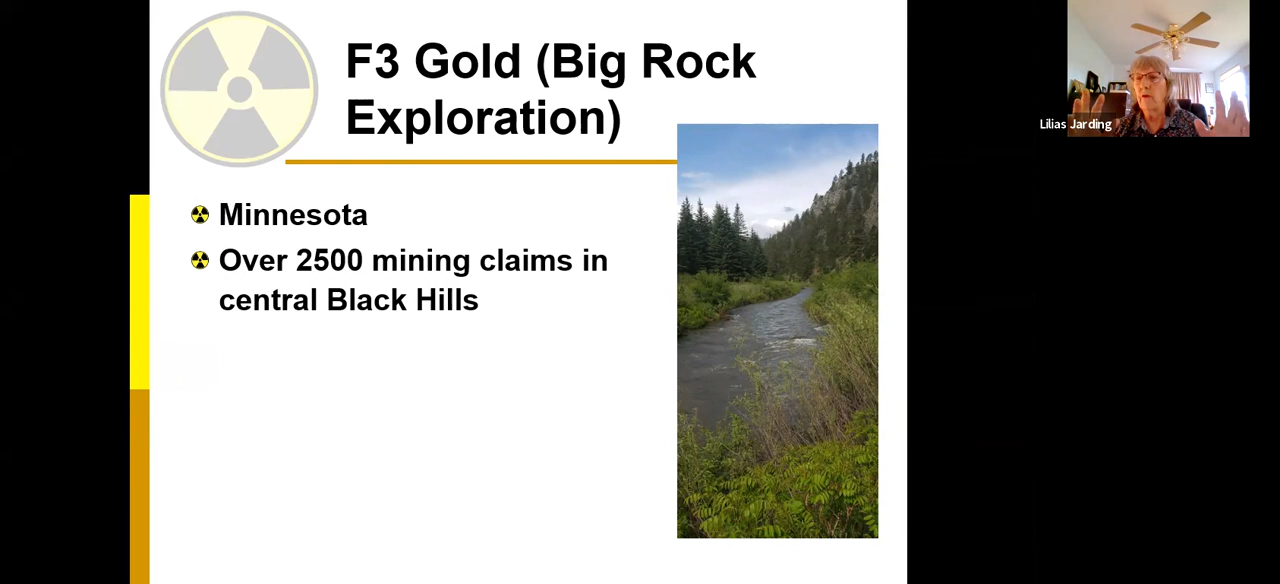 F3 Gold (Big Rock
Exploration)
Minnesota
Over 2500 mining claims in
central Black Hills
Lilias Jarding